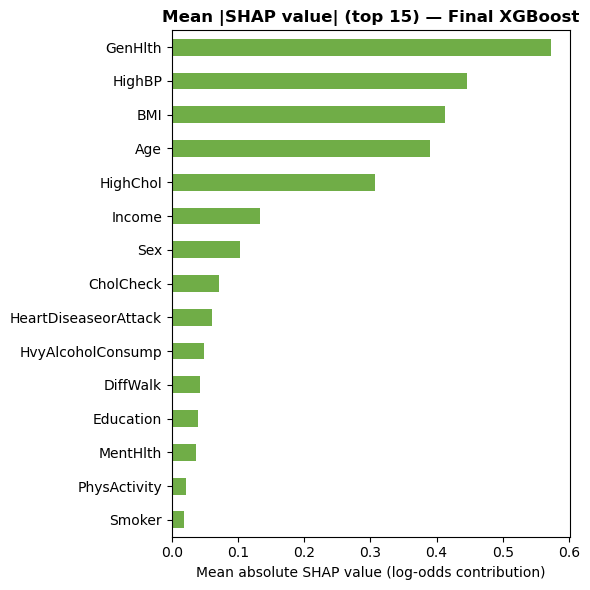 Mean |SHAP value| (top 15) — Final XGBoost
GenHlth
HighBP
BMI
Age
HighChol
Income
Sex
CholCheck
HeartDiseaseorAttack
HvyAlcoholConsump
DiffWalk
Education
MentHlth
PhysActivity
Smoker
0.0 0.1 0.2 0.3 0.4 0.5 0.6
Mean absolute SHAP value (log-odds contribution)